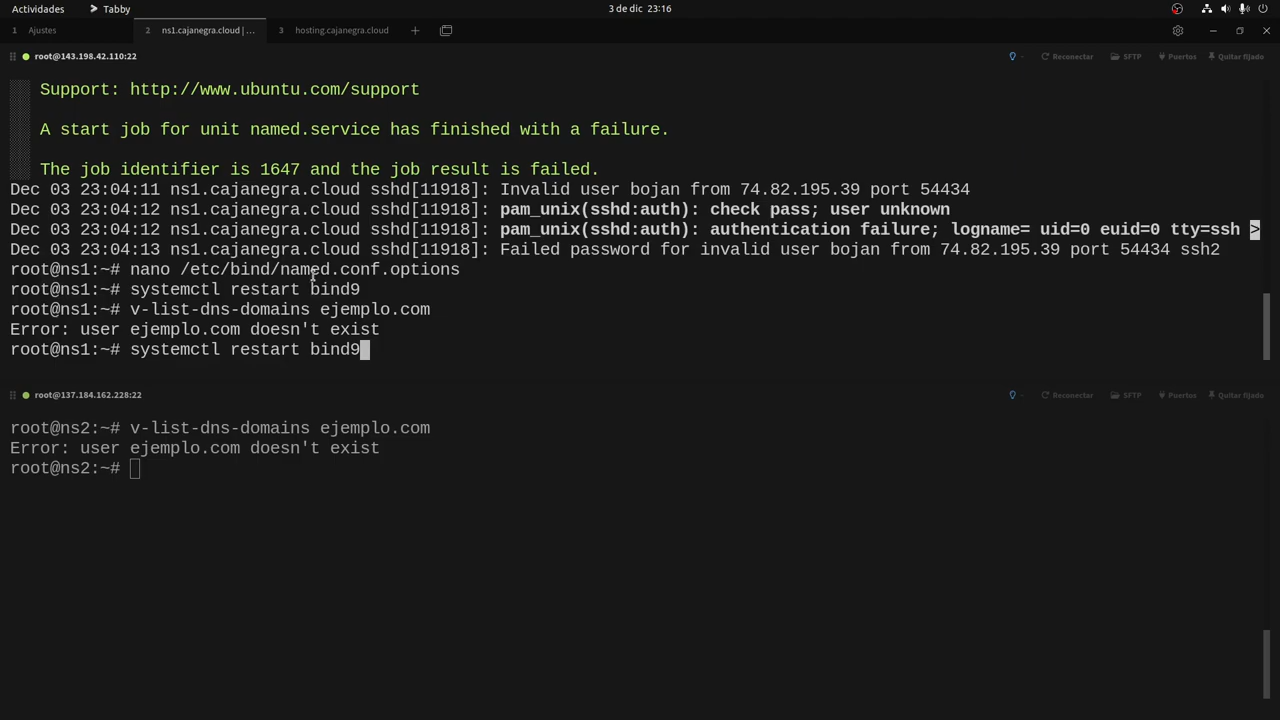 Actividades
Tabby
3 de dic 23:16
1 Ajustes
2 ns1.cajanegra.cloud | ...
3 hosting.cajanegra.cloud
root@143.198.42.110:22
Reconectar SFTP Puertos Quitar fijado
Support: http://www.ubuntu.com/support
A start job for unit named.service has finished with a failure.
The job identifier is 1647 and the job result is failed.
Dec 03 23:04:11 ns1.cajanegra.cloud sshd[11918]: Invalid user bojan from 74.82.195.39 port 54434
Dec 03 23:04:12 ns1.cajanegra.cloud sshd[11918]: pam_unix(sshd:auth): check pass; user unknown
Dec 03 23:04:12 ns1.cajanegra.cloud sshd[11918]: pam_unix(sshd:auth): authentication failure; logname= uid=0 euid=0 tty=ssh >
Dec 03 23:04:13 ns1.cajanegra.cloud sshd[11918]: Failed password for invalid user bojan from 74.82.195.39 port 54434 ssh2
root@ns1:~# nano /etc/bind/named.conf.options
root@ns1:~# systemctl restart bind9
root@ns1:~# v-list-dns-domains ejemplo.com
Error: user ejemplo.com doesn't exist
root@ns1:~# systemctl restart bind9
root@137.184.162.228:22
Reconectar SFTP Puertos Quitar fijado
root@ns2:~# v-list-dns-domains ejemplo.com
Error: user ejemplo.com doesn't exist
root@ns2:~#